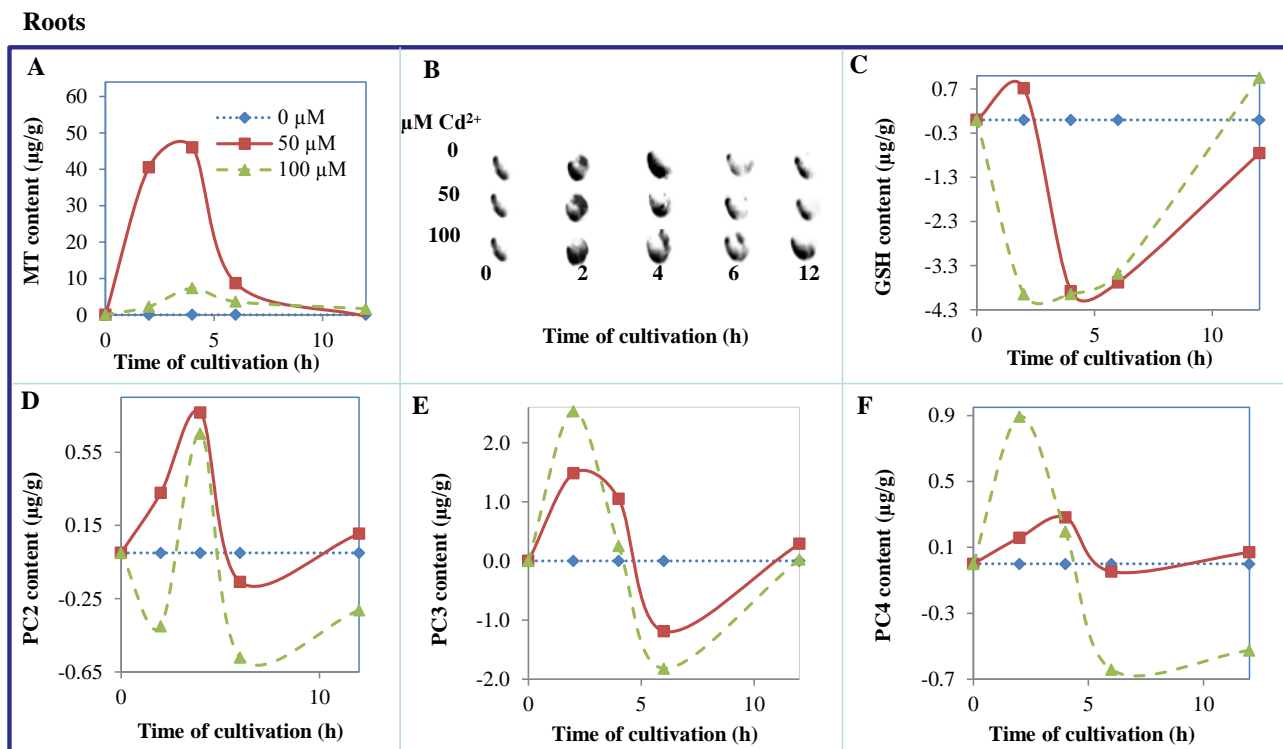 Roots
A
MT content (µg/g)
60
50
40
30
20
10
0
0 µM
50 µM
100 µM
0 5 10
Time of cultivation (h)
B
µM Cd²⁺
0
50
100
0 2 4 6 12
Time of cultivation (h)
C
GSH content (µg/g)
0.7
-0.3
-1.3
-2.3
-3.3
-4.3
0 5 10
Time of cultivation (h)
D
PC2 content (µg/g)
0.55
0.15
-0.25
-0.65
0 10
Time of cultivation (h)
E
PC3 content (µg/g)
2.0
1.0
0.0
-1.0
-2.0
0 5 10
Time of cultivation (h)
F
PC4 content (µg/g)
0.9
0.5
0.1
-0.3
-0.7
0 5 10
Time of cultivation (h)